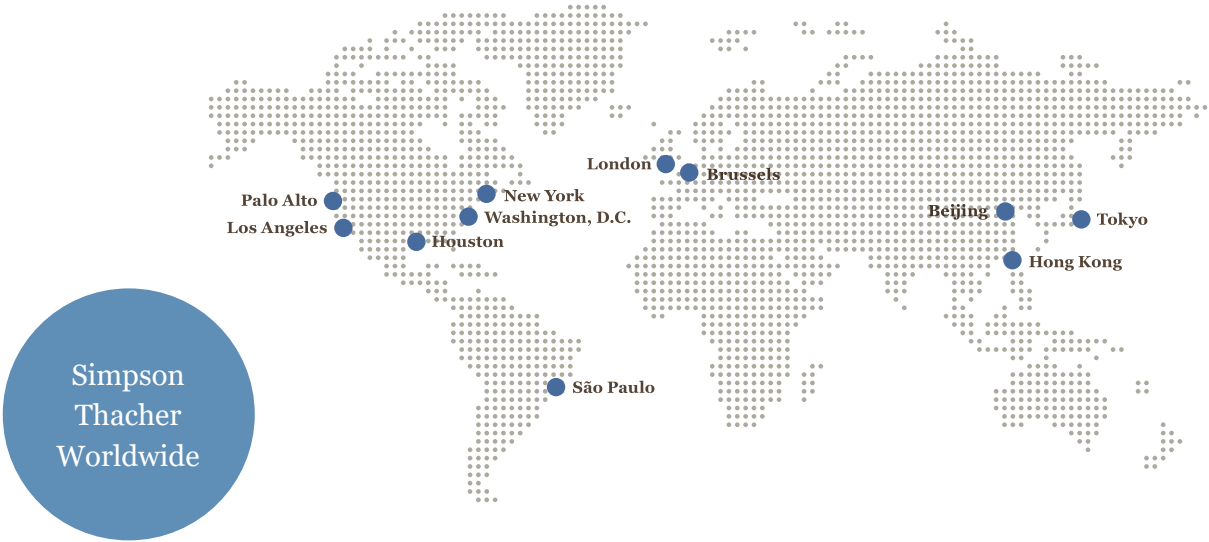 London
Brussels
Palo Alto
New York
Beijing
Washington, D.C.
Tokyo
Los Angeles
Houston
Hong Kong
São Paulo
Simpson
Thacher
Worldwide